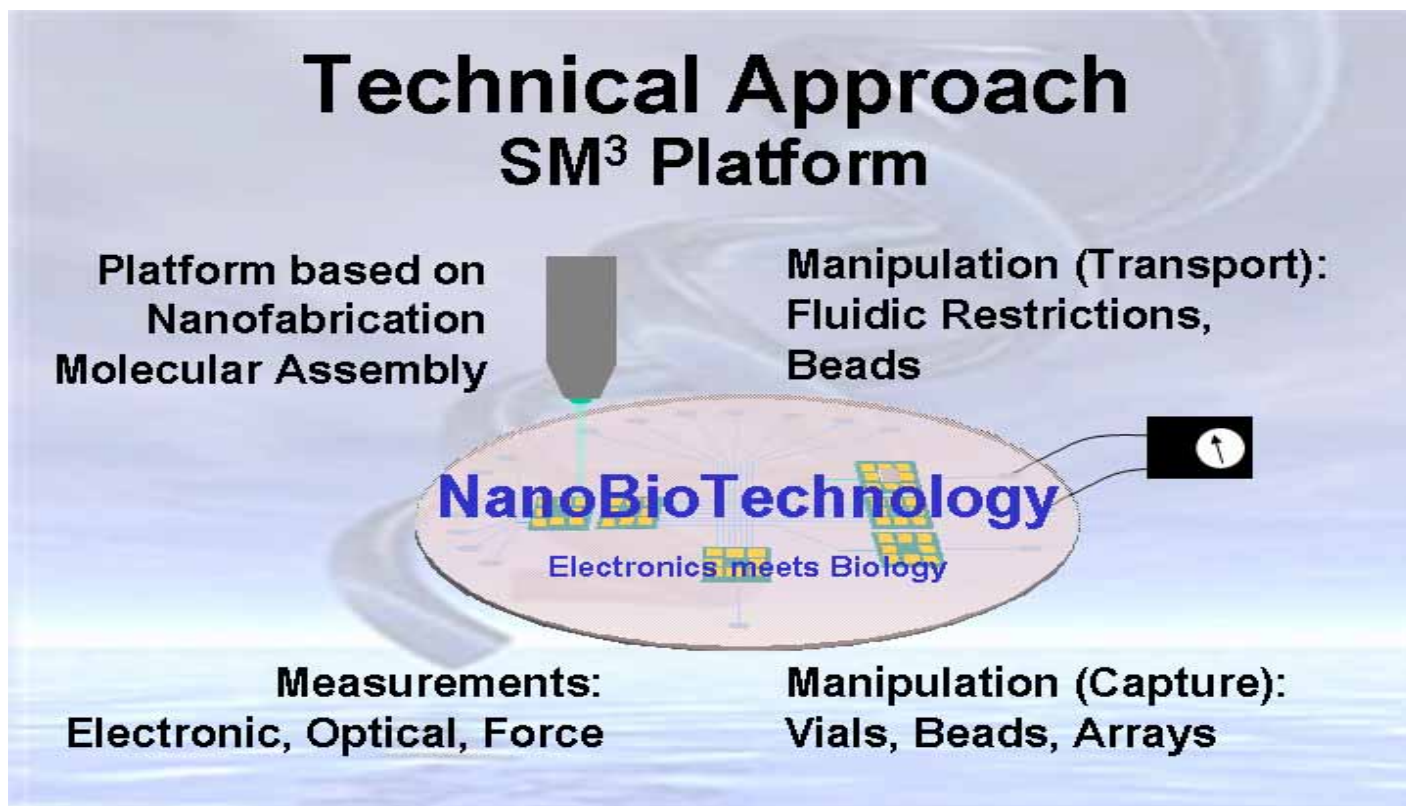 Technical Approach
SM³ Platform
Platform based on
Nanofabrication
Molecular Assembly
Manipulation (Transport):
Fluidic Restrictions,
Beads
NanoBioTechnology
Electronics meets Biology
Measurements:
Electronic, Optical, Force
Manipulation (Capture):
Vials, Beads, Arrays